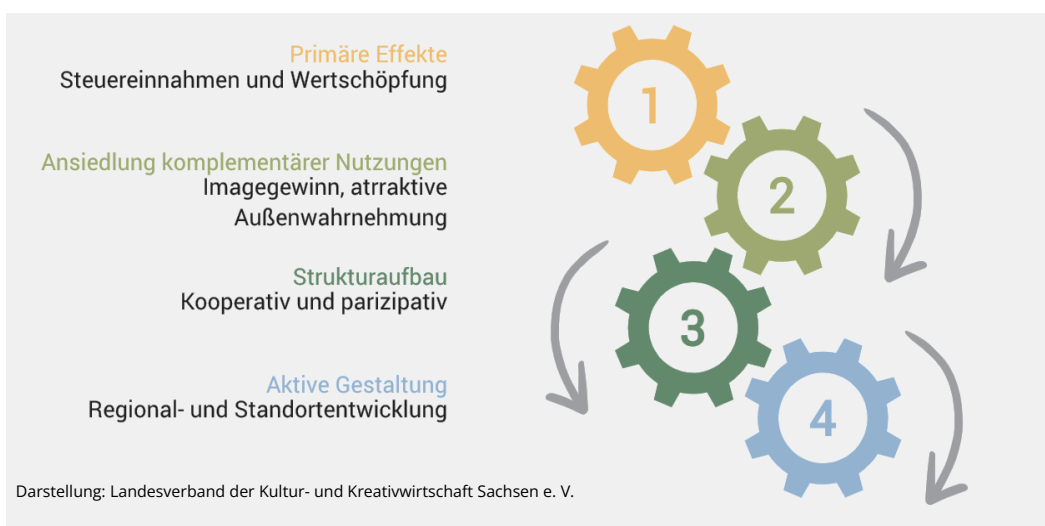 Primäre Effekte
Steuereinnahmen und Wertschöpfung
1
Ansiedlung komplementärer Nutzungen
Imagegewinn, atrraktive
Außenwahrnehmung
2
Strukturaufbau
Kooperativ und parizipativ
3
Aktive Gestaltung
Regional- und Standortentwicklung
4
Darstellung: Landesverband der Kultur- und Kreativwirtschaft Sachsen e. V.